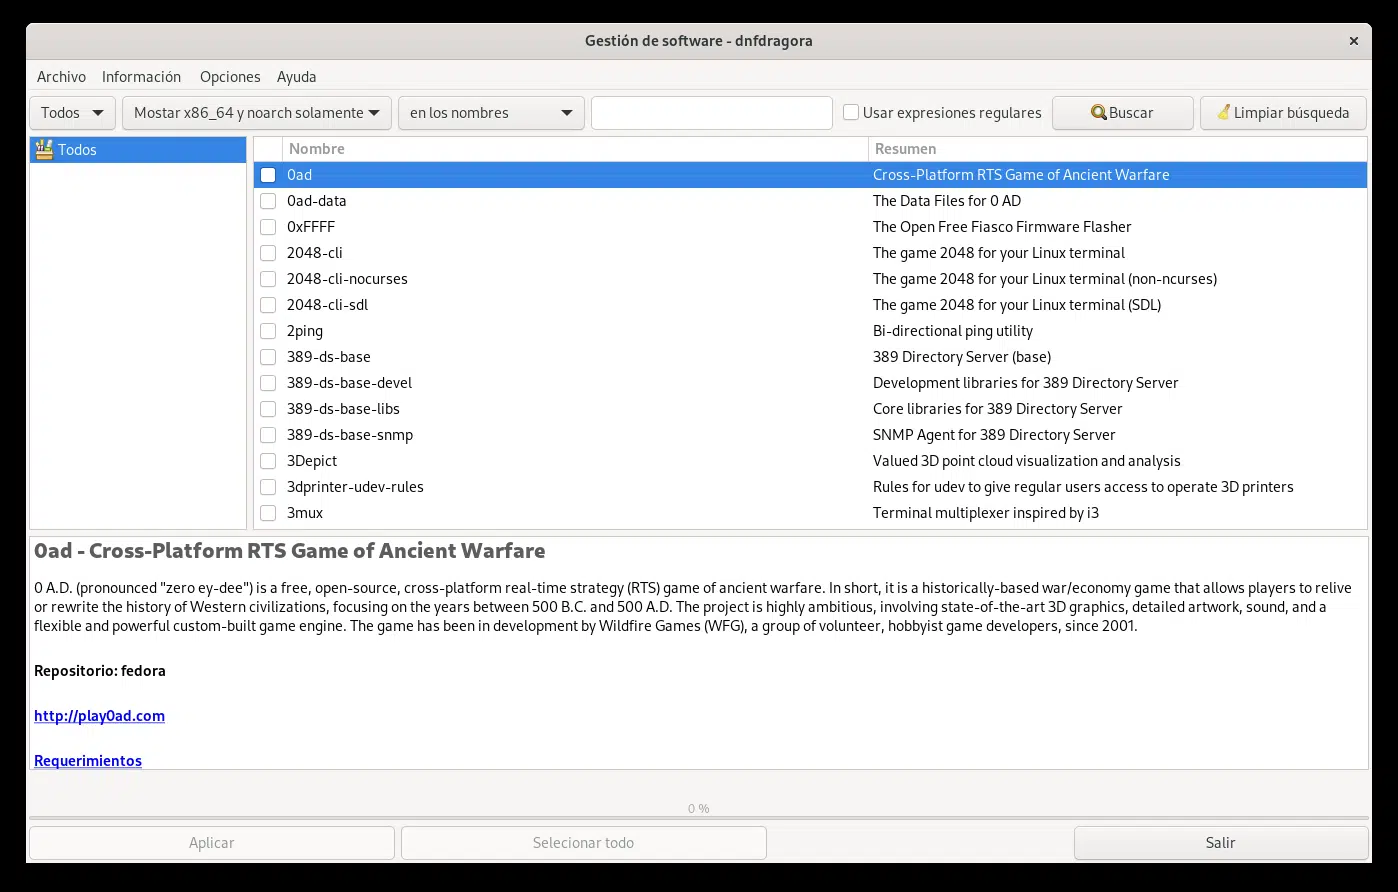 Gestión de software - dnfdragora
Archivo Información Opciones Ayuda
Todos Mostar x86_64 y noarch solamente en los nombres Usar expresiones regulares Buscar Limpiar búsqueda
Todos
Nombre Resumen
0ad Cross-Platform RTS Game of Ancient Warfare
0ad-data The Data Files for 0 AD
0xFFFF The Open Free Fiasco Firmware Flasher
2048-cli The game 2048 for your Linux terminal
2048-cli-nocurses The game 2048 for your Linux terminal (non-ncurses)
2048-cli-sdl The game 2048 for your Linux terminal (SDL)
2ping Bi-directional ping utility
389-ds-base 389 Directory Server (base)
389-ds-base-devel Development libraries for 389 Directory Server
389-ds-base-libs Core libraries for 389 Directory Server
389-ds-base-snmp SNMP Agent for 389 Directory Server
3Depict Valued 3D point cloud visualization and analysis
3dprinter-udev-rules Rules for udev to give regular users access to operate 3D printers
3mux Terminal multiplexer inspired by i3
0ad - Cross-Platform RTS Game of Ancient Warfare
0 A.D. (pronounced "zero ey-dee") is a free, open-source, cross-platform real-time strategy (RTS) game of ancient warfare. In short, it is a historically-based war/economy game that allows players to relive
or rewrite the history of Western civilizations, focusing on the years between 500 B.C. and 500 A.D. The project is highly ambitious, involving state-of-the-art 3D graphics, detailed artwork, sound, and a
flexible and powerful custom-built game engine. The game has been in development by Wildfire Games (WFG), a group of volunteer, hobbyist game developers, since 2001.
Repositorio: fedora
http://play0ad.com
Requerimientos
0 %
Aplicar Selecionar todo Salir